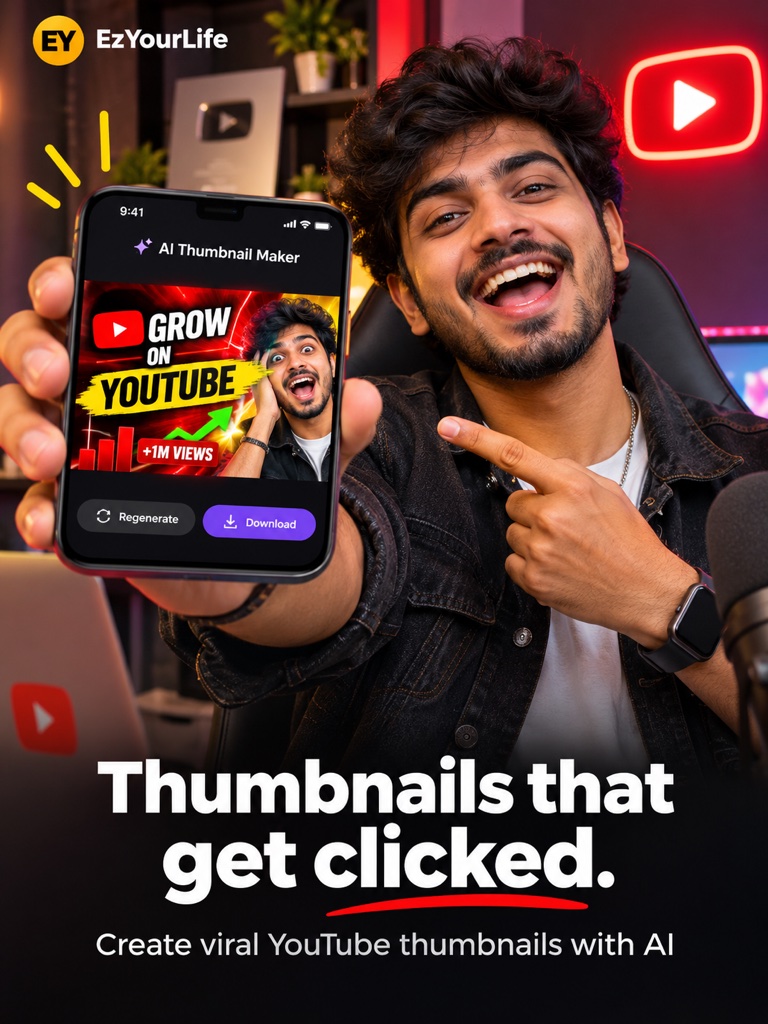 EY EzYourLife
9:41
AI Thumbnail Maker
GROW
ON
YOUTUBE
+1M VIEWS
Regenerate
Download
Thumbnails that
get clicked.
Create viral YouTube thumbnails with AI